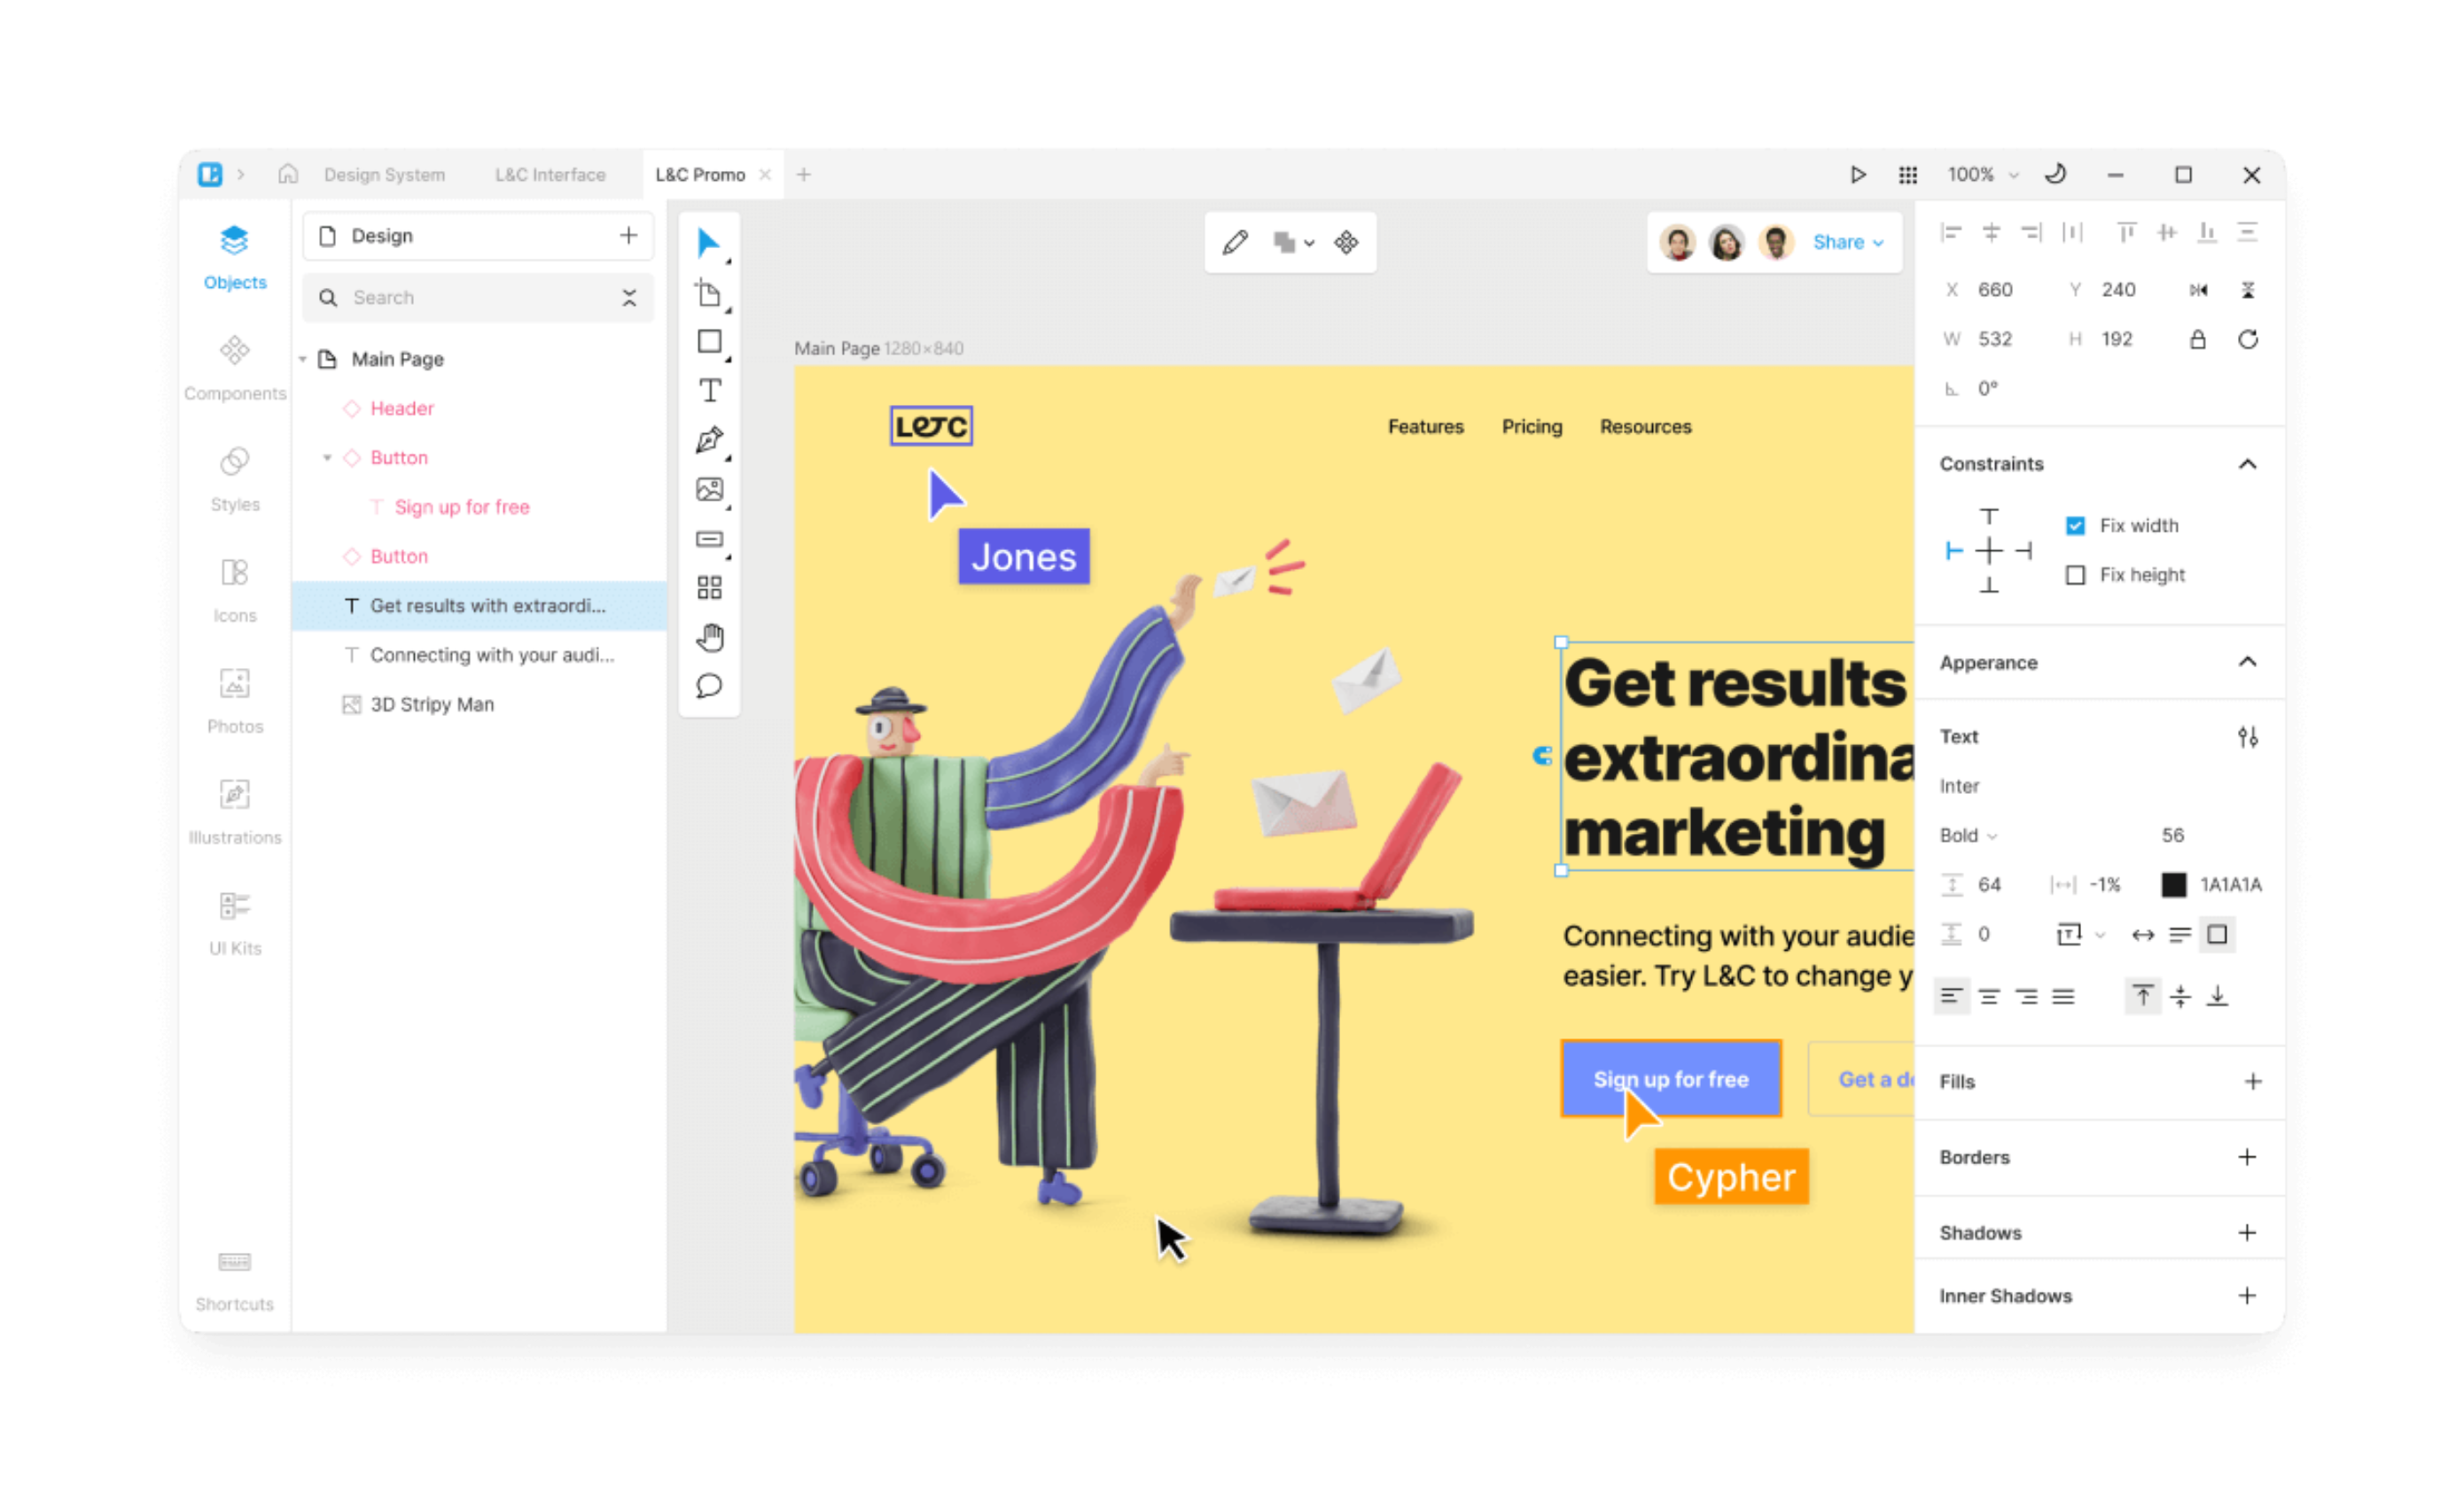 Design System
L&C Interface
L&C Promo
100%
Objects
Components
Styles
Icons
Photos
Illustrations
UI Kits
Shortcuts
Design
Search
Main Page
Header
Button
Sign up for free
Button
Get results with extraordi...
Connecting with your audi...
3D Stripy Man
Share
Main Page 1280×840
L&C
Features
Pricing
Resources
Jones
Get results
extraordina
marketing
Connecting with your audie
easier. Try L&C to change y
Sign up for free
Get a de
Cypher
X 660 Y 240
W 532 H 192
0°
Constraints
Fix width
Fix height
Apperance
Text
Inter
Bold 56
64 -1% 1A1A1A
0
Fills
Borders
Shadows
Inner Shadows